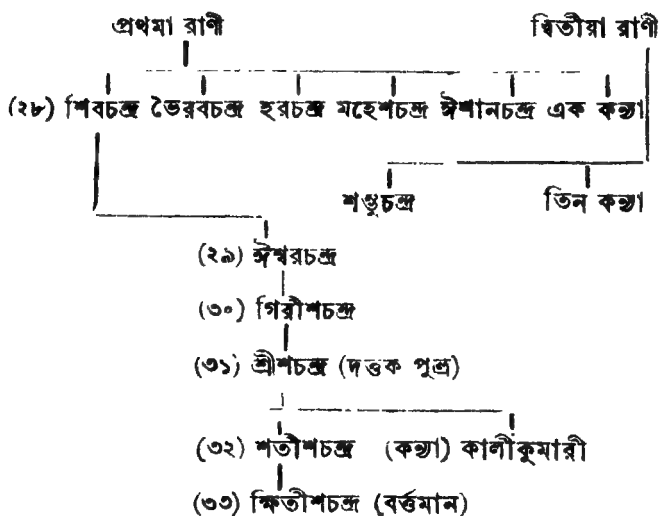 প্রথমা রাণী দ্বিতীয়া রাণী
(২৮) শিবচন্দ্র ভৈরবচন্দ্র হরচন্দ্র মহেশচন্দ্র ঈশানচন্দ্র এক কন্যা
শম্ভুচন্দ্র তিন কন্যা
(২৯) ঈশ্বরচন্দ্র
(৩০) গিরীশচন্দ্র
(৩১) শ্রীশচন্দ্র (দত্তক পুত্র)
(৩২) শতীশচন্দ্র (কন্যা) কালীকুমারী
(৩৩) ক্ষিতীশচন্দ্র (বর্ত্তমান)